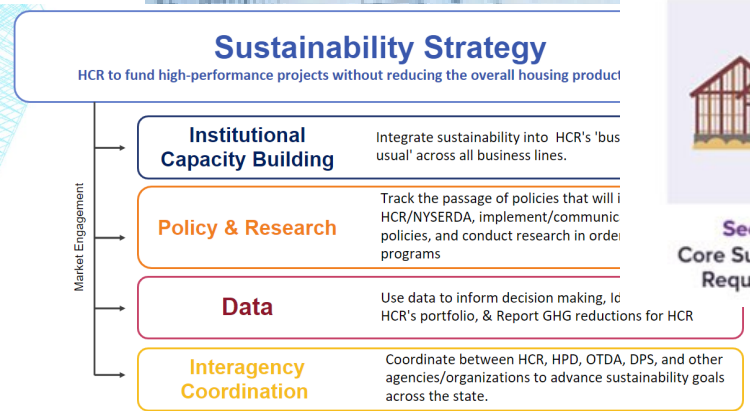 Sustainability Strategy
HCR to fund high-performance projects without reducing the overall housing product
Market Engagement
Institutional
Capacity Building
Integrate sustainability into HCR's 'bus
usual' across all business lines.
Policy & Research
Track the passage of policies that will i
HCR/NYSERDA, implement/communic
policies, and conduct research in orde
programs
Data
Use data to inform decision making, Id
HCR's portfolio, & Report GHG reductions for HCR
Interagency
Coordination
Coordinate between HCR, HPD, OTDA, DPS, and other
agencies/organizations to advance sustainability goals
across the state.
Se
Core Su
Requ